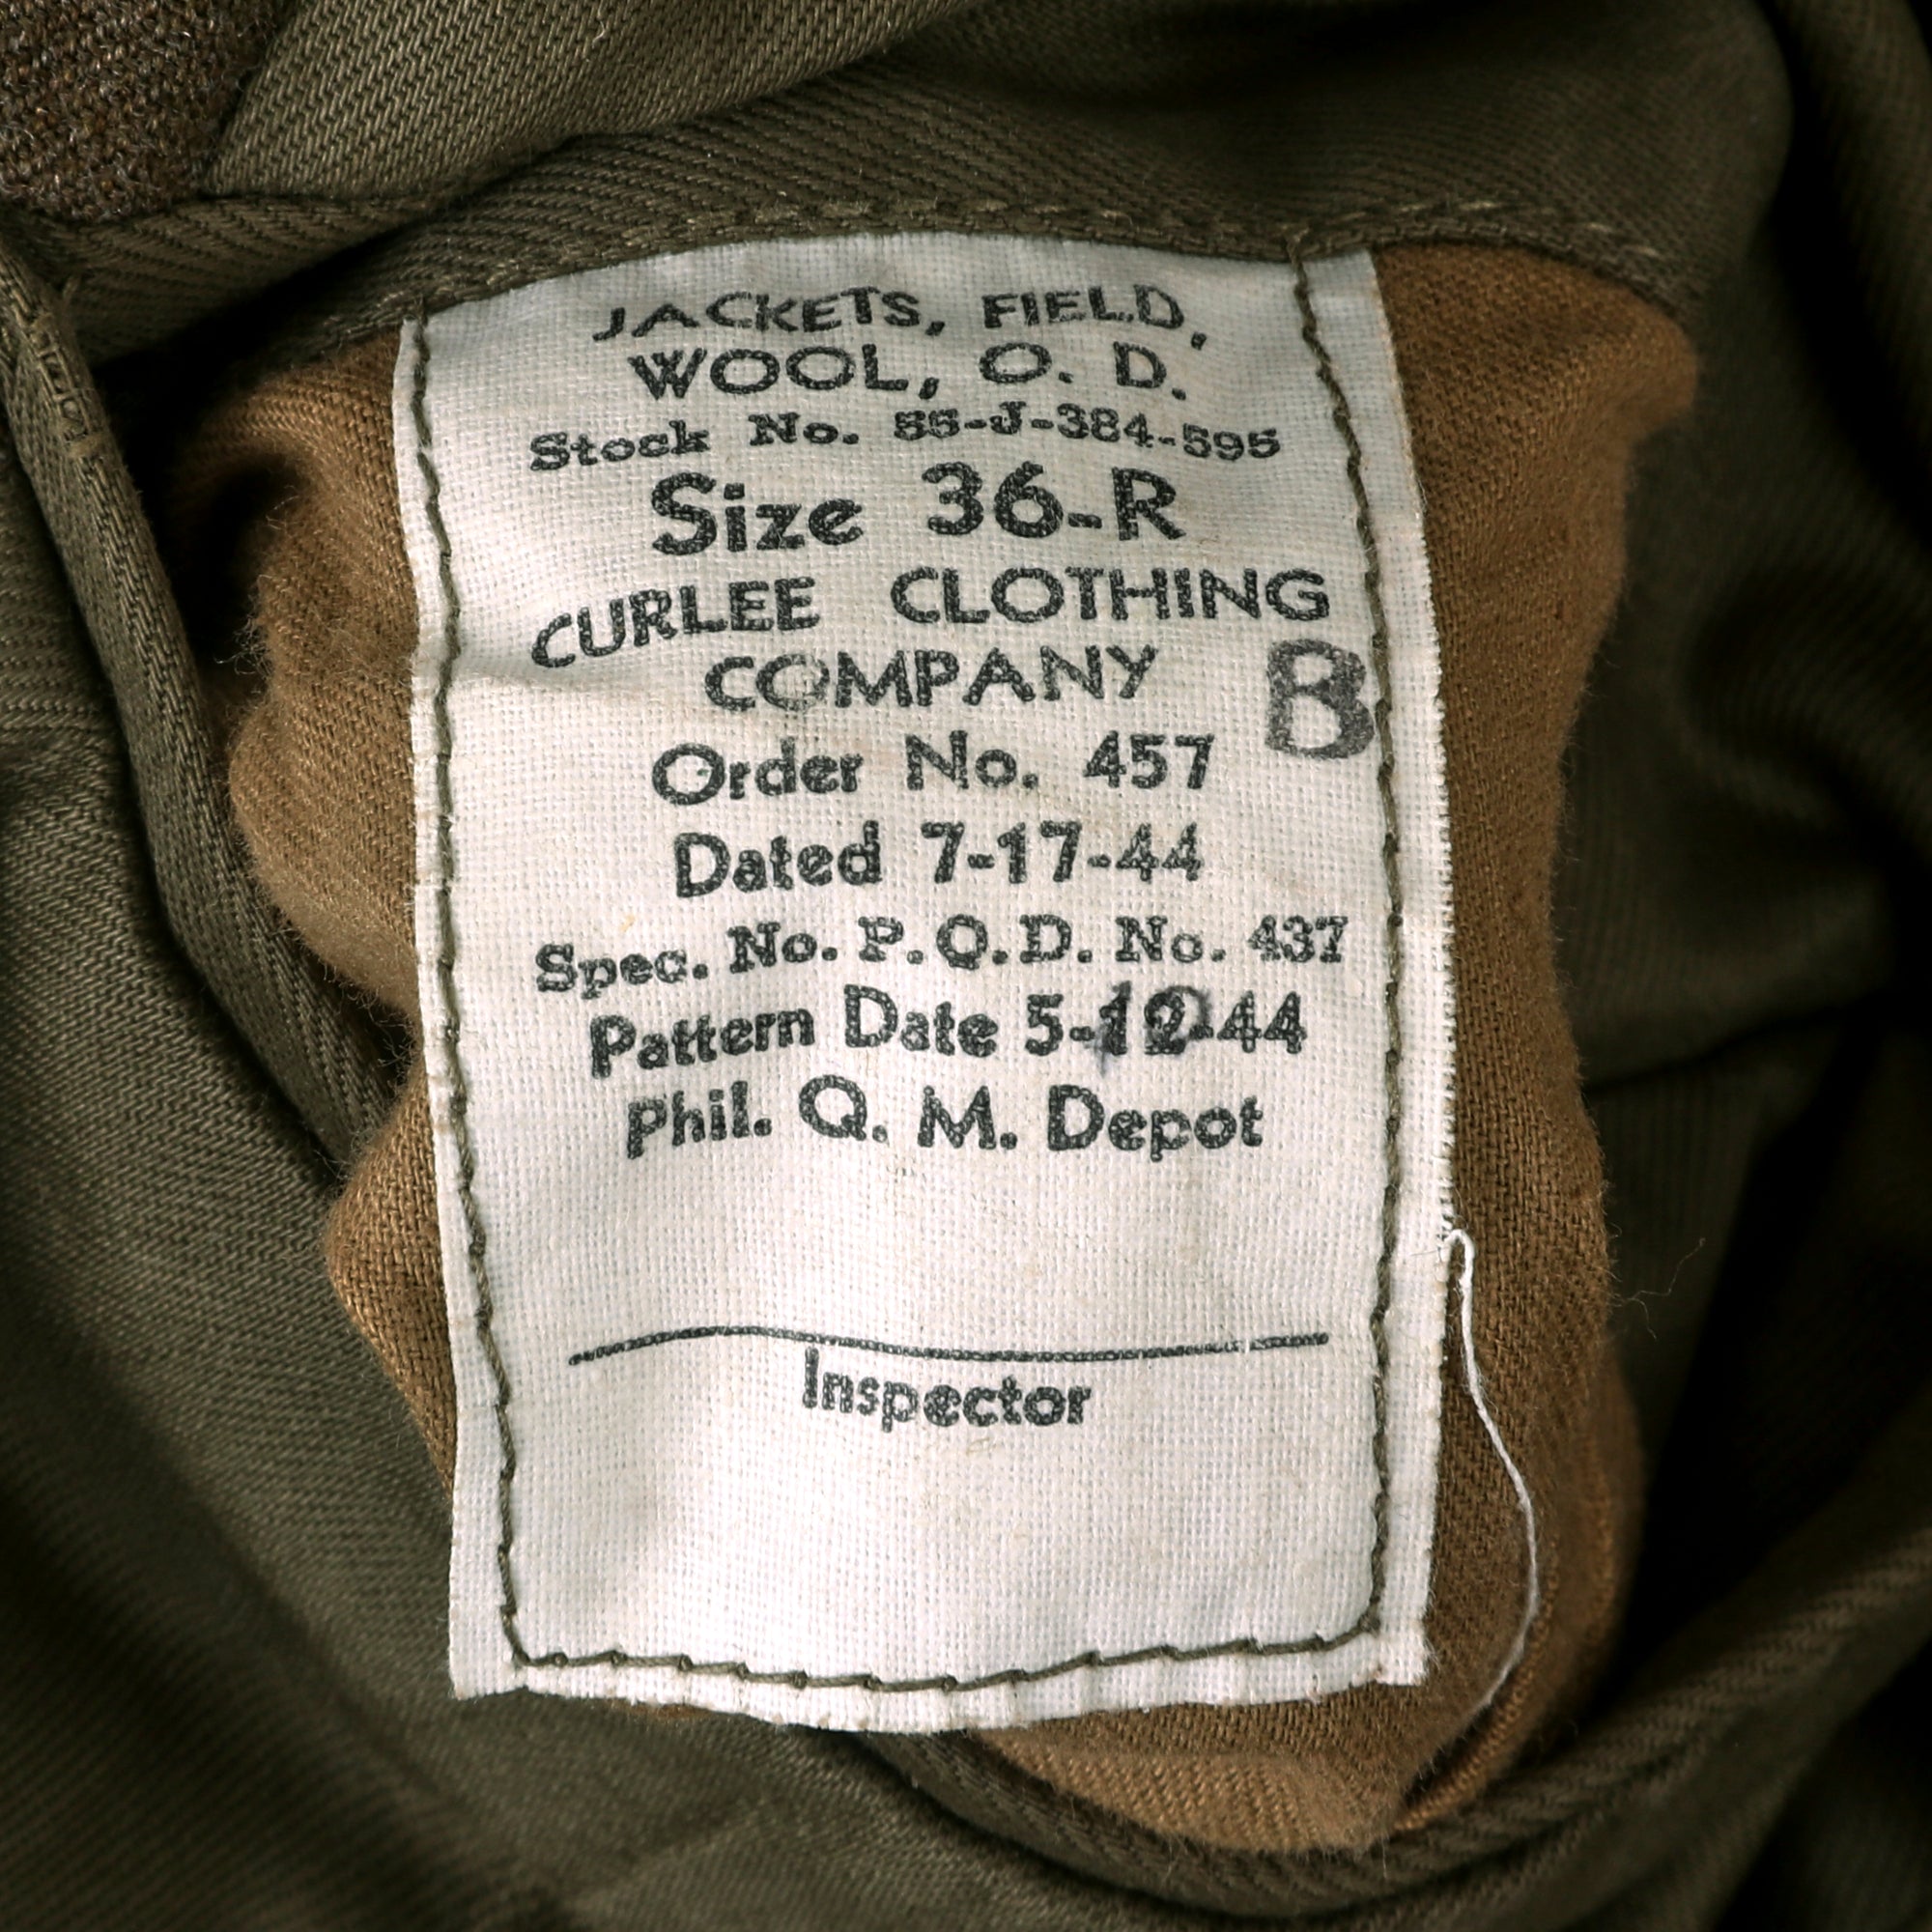 JACKETS, FIELD,
WOOL, O. D.
Stock No. 55-J-384-595
Size 36-R
CURLEE CLOTHING
COMPANY
B
Order No. 457
Dated 7-17-44
Spec. No. P.Q.D. No. 437
Pattern Date 5-12-44
Phil. Q. M. Depot
Inspector